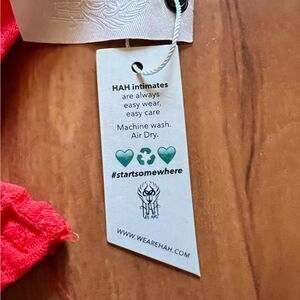 HAH intimates
are always
easy wear,
easy care
Machine wash.
Air Dry.
#startsomewhere
WWW.WEAREHAH.COM